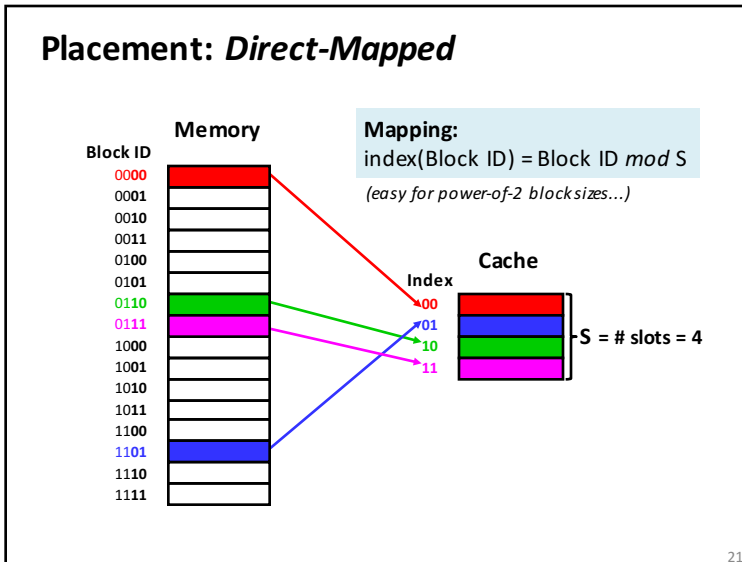 Placement: Direct-Mapped
Memory
Block ID
0000
0001
0010
0011
0100
0101
0110
0111
1000
1001
1010
1011
1100
1101
1110
1111
Mapping:
index(Block ID) = Block ID mod S
(easy for power-of-2 block sizes...)
Cache
Index
00
01
10
11
S = # slots = 4
21